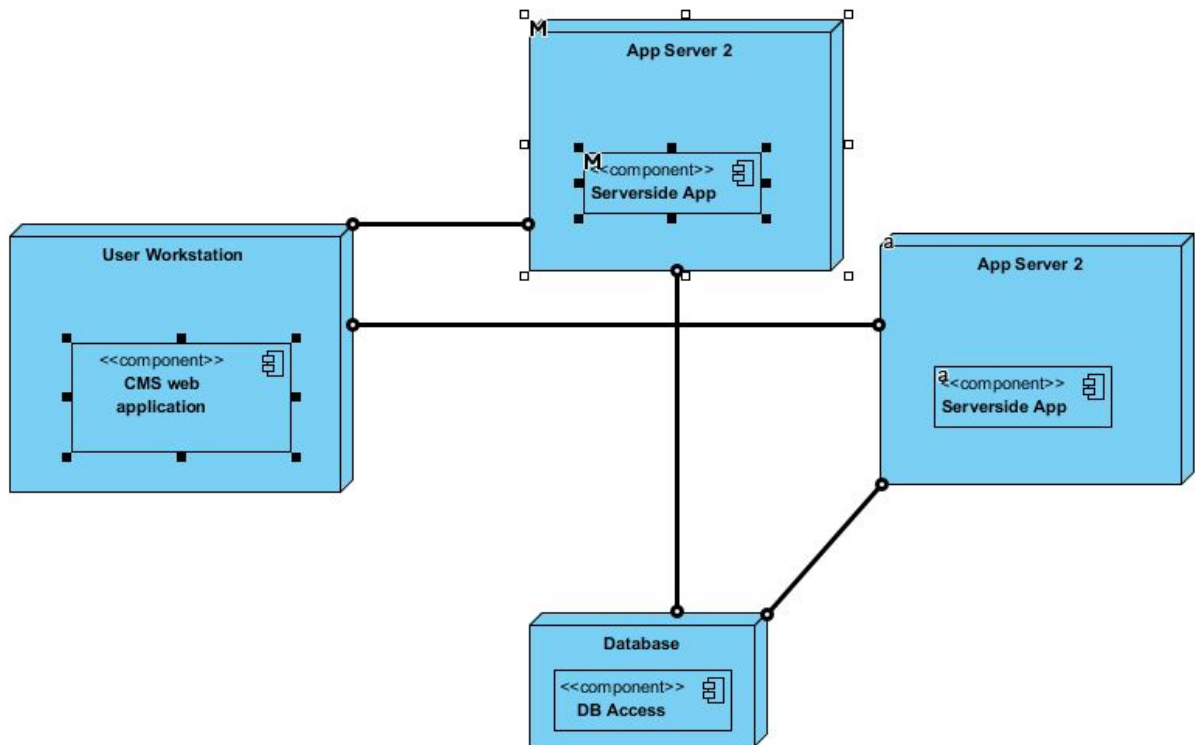 M
App Server 2
M
<<component>>
Serverside App
User Workstation
<<component>>
CMS web
application
a
App Server 2
a
<<component>>
Serverside App
Database
<<component>>
DB Access